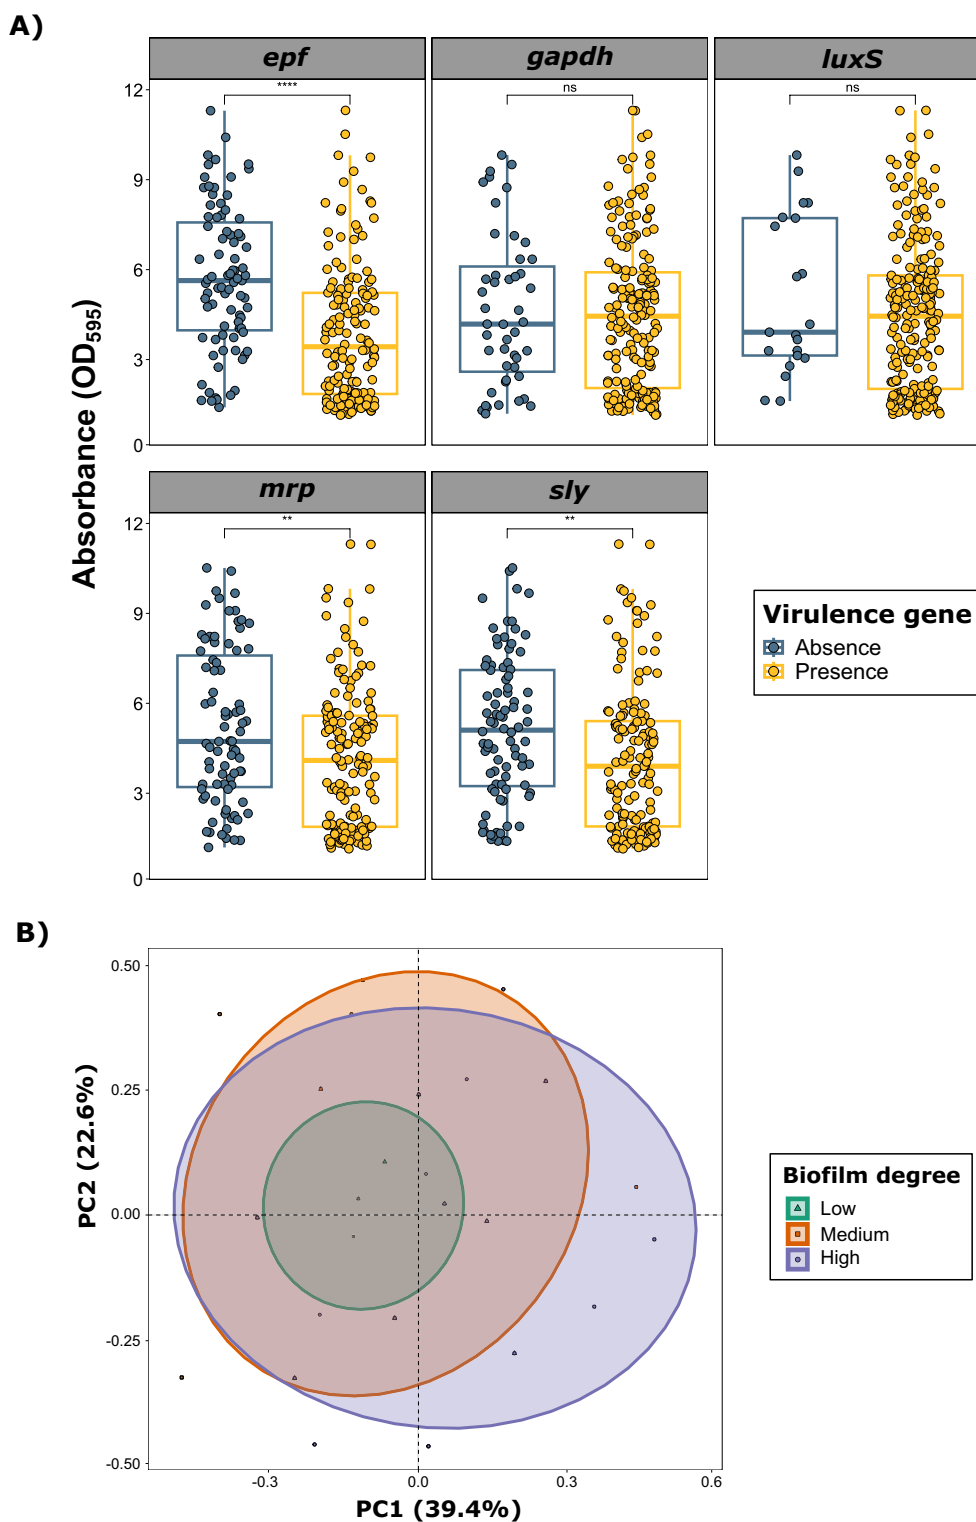 A)
epf
gapdh
luxS
****
ns
ns
12
9
6
3
0
Absorbance (OD595)
mrp
sly
**
**
12
9
6
3
0
Virulence gene
Absence
Presence
B)
0.50
0.25
0.00
-0.25
-0.50
PC2 (22.6%)
-0.3
0.0
0.3
0.6
PC1 (39.4%)
Biofilm degree
Low
Medium
High